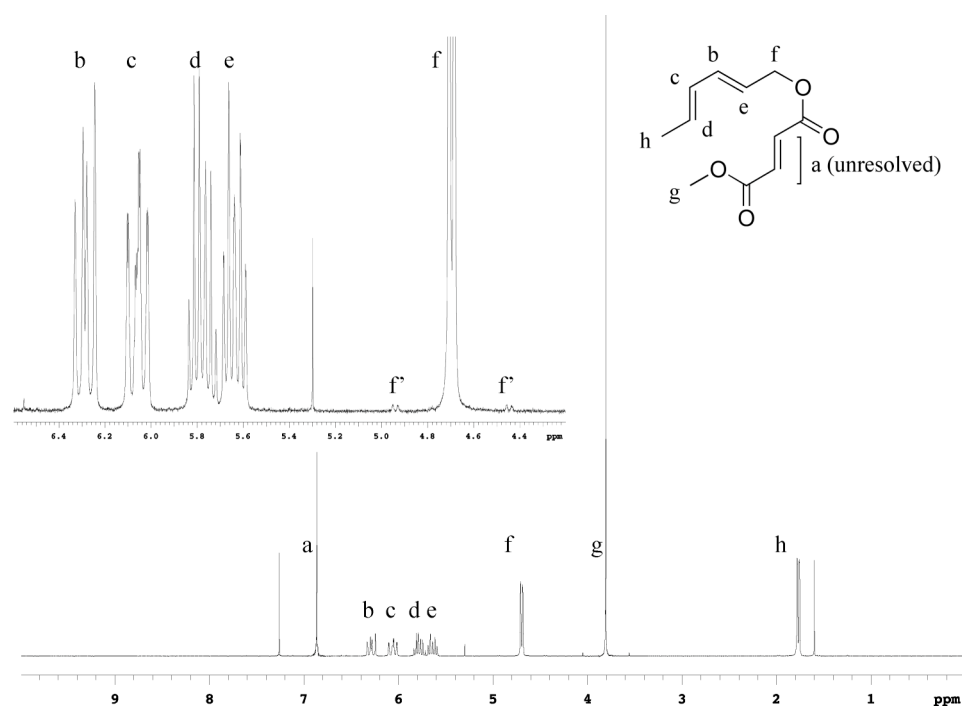 b c d e f
f' f'
6.4 6.2 6.0 5.8 5.6 5.4 5.2 5.0 4.8 4.6 4.4 ppm
b f
c O
e
h d O
O a (unresolved)
g
O
a b c d e f g h
9 8 7 6 5 4 3 2 1 ppm